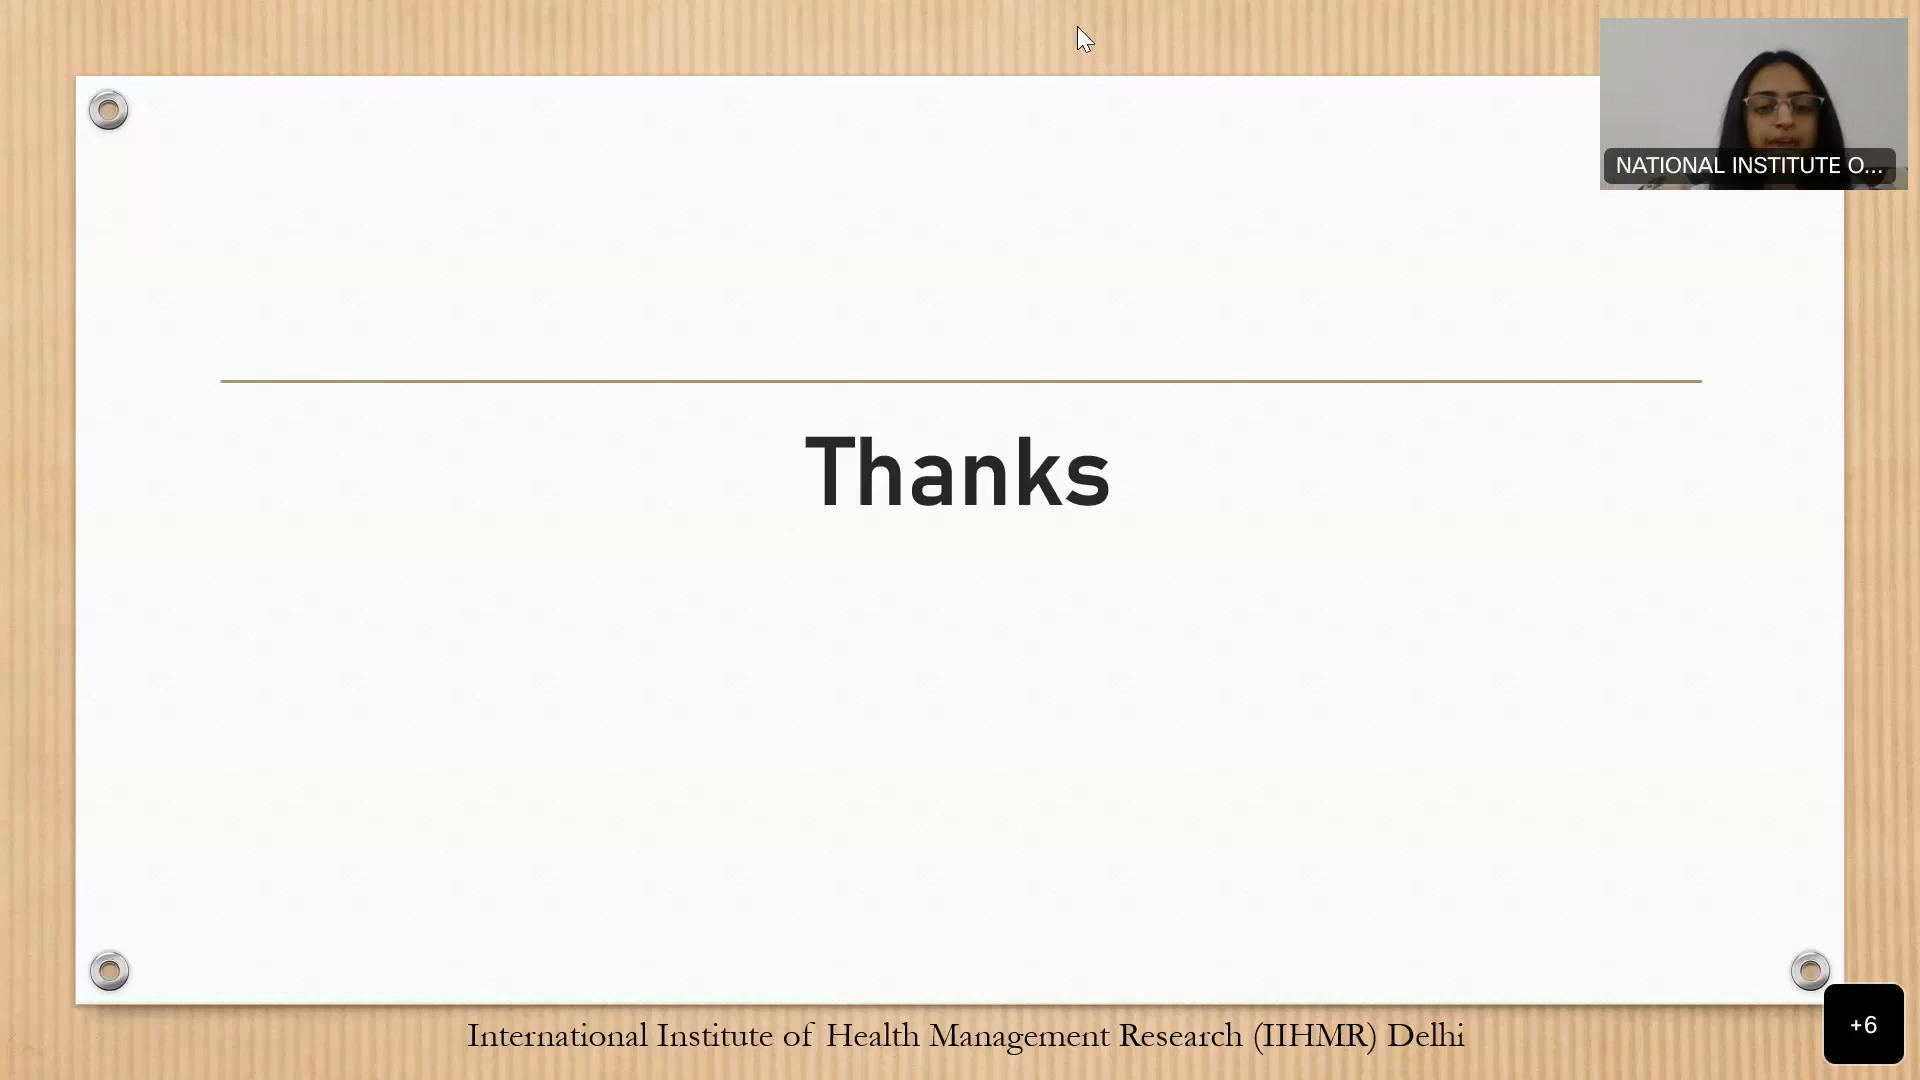 NATIONAL INSTITUTE O...
Thanks
International Institute of Health Management Research (IIHMR) Delhi
+6